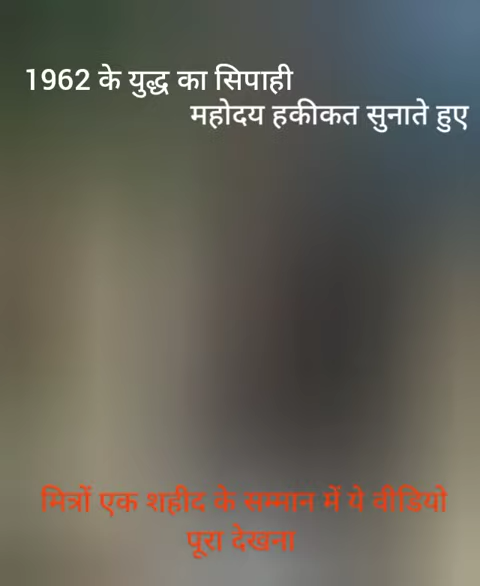 1962 के युद्ध का सिपाही
महोदय हकीकत सुनाते हुए
मित्रों एक शहीद के सम्मान में ये वीडियो
पूरा देखना